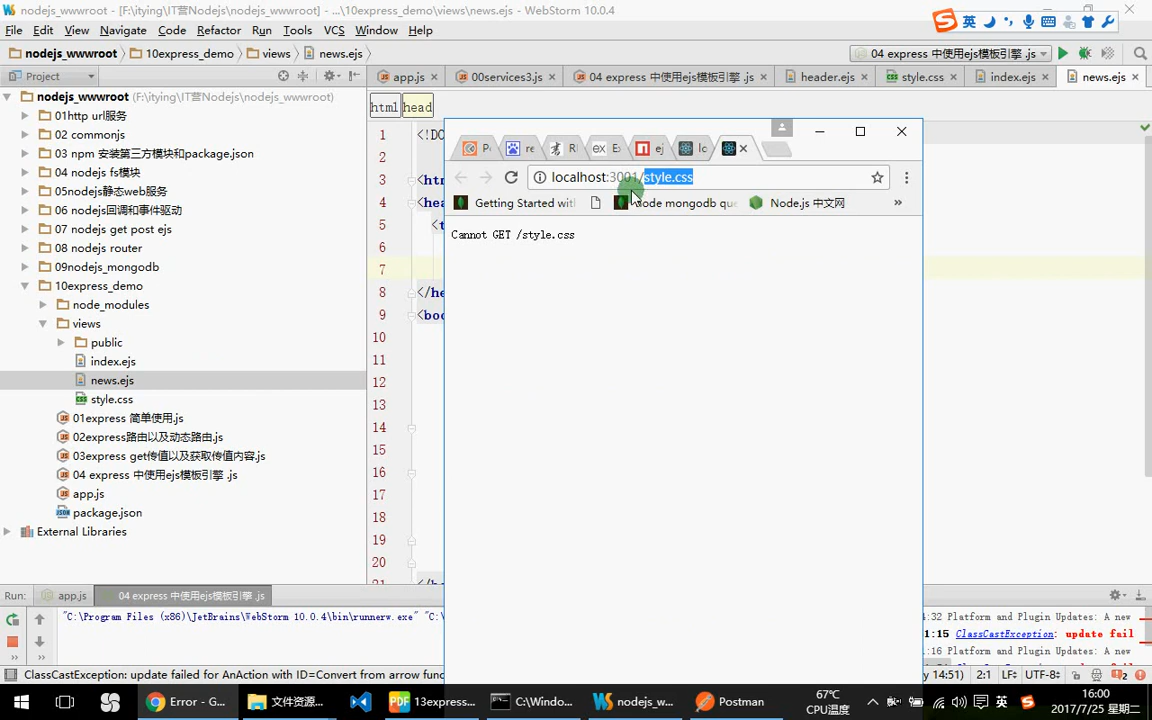 nodejs_wwwroot - [F:\itying\IT营Nodejs\nodejs_wwwroot] - ...\10express_demo\views\news.ejs - WebStorm 10.0.4
File Edit View Navigate Code Refactor Run Tools VCS Window Help
英
nodejs_wwwroot 10express_demo views news.ejs
04 express 中使用ejs模板引擎 .js
Project
app.js 00services3.js 04 express 中使用ejs模板引擎 .js header.ejs style.css index.ejs news.ejs
nodejs_wwwroot (F:\itying\IT营Nodejs\nodejs_wwwroot)
01http url服务
02 commonjs
03 npm 安装第三方模块和package.json
04 nodejs fs模块
05nodejs静态web服务
06 nodejs回调和事件驱动
07 nodejs get post ejs
08 nodejs router
09nodejs_mongodb
10express_demo
node_modules
views
public
index.ejs
news.ejs
style.css
01express 简单使用.js
02express路由以及动态路由.js
03express get传值以及获取传值内容.js
04 express 中使用ejs模板引擎 .js
app.js
package.json
External Libraries
html head
1 <!DO
2
3 <htm
4 <hea
5 <t
6
7
8 </he
9 <bod
10
11
12
13
14
15
16
17
18
19
20
localhost:3001/style.css
Getting Started wit
Node mongodb que
Node.js 中文网
»
Cannot GET /style.css
Run: app.js 04 express 中使用ejs模板引擎 .js
"C:\Program Files (x86)\JetBrains\WebStorm 10.0.4\bin\runnerw.exe" "C:\
4:32 Platform and Plugin Updates: A new
1:15 ClassCastException: update fail
1:16 Platform and Plugin Updates: A new
ClassCastException: update failed for AnAction with ID=Convert from arrow func
14:51) 2:1 LF÷ UTF-8÷
Error - G...
文件资源...
13express...
C:\Window...
nodejs_w...
Postman
67℃
CPU温度
英
16:00
2017/7/25 星期二